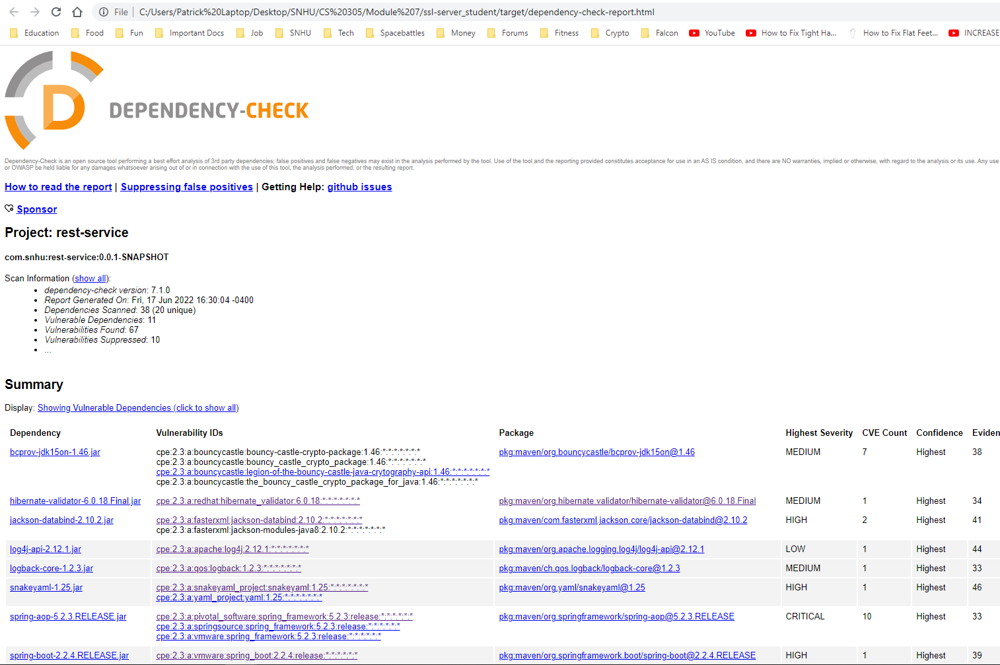 File | C:/Users/Patrick%20Laptop/Desktop/SNHU/CS%20305/Module%207/ssl-server_student/target/dependency-check-report.html
Education Food Fun Important Docs Job SNHU Tech Spacebattles Money Forums Fitness Crypto Falcon YouTube How to Fix Tight Ha... How to Fix Flat Feet... INCREASE
D DEPENDENCY-CHECK
Dependency-Check is an open source tool performing a best effort analysis of 3rd party dependencies; false positives and false negatives may exist in the analysis performed by the tool. Use of the tool and the reporting provided constitutes acceptance for use in an AS IS condition, and there are NO warranties, implied or otherwise, with regard to the analysis or its use. Any use
or OWASP be held liable for any damages whatsoever arising out of or in connection with the use of this tool, the analysis performed, or the resulting report.
How to read the report | Suppressing false positives | Getting Help: github issues
Sponsor
Project: rest-service
com.snhu:rest-service:0.0.1-SNAPSHOT
Scan Information (show all):
• dependency-check version: 7.1.0
• Report Generated On: Fri, 17 Jun 2022 16:30:04 -0400
• Dependencies Scanned: 38 (20 unique)
• Vulnerable Dependencies: 11
• Vulnerabilities Found: 67
• Vulnerabilities Suppressed: 10
• ...
Summary
Display: Showing Vulnerable Dependencies (click to show all)
Dependency Vulnerability IDs Package Highest Severity CVE Count Confidence Eviden
bcprov-jdk15on-1.46.jar cpe:2.3:a:bouncycastle:bouncy-castle-crypto-package:1.46:*:*:*:*:*:*:* pkg:maven/org.bouncycastle/bcprov-jdk15on@1.46 MEDIUM 7 Highest 38
cpe:2.3:a:bouncycastle:bouncy_castle_crypto_package:1.46:*:*:*:*:*:*:*
cpe:2.3:a:bouncycastle:legion-of-the-bouncy-castle-java-crytography-api:1.46:*:*:*:*:*:*:*
cpe:2.3:a:bouncycastle:the_bouncy_castle_crypto_package_for_java:1.46:*:*:*:*:*:*:*
hibernate-validator-6.0.18.Final.jar cpe:2.3:a:redhat:hibernate_validator:6.0.18:*:*:*:*:*:*:* pkg:maven/org.hibernate.validator/hibernate-validator@6.0.18.Final MEDIUM 1 Highest 34
jackson-databind-2.10.2.jar cpe:2.3:a:fasterxml:jackson-databind:2.10.2:*:*:*:*:*:*:* pkg:maven/com.fasterxml.jackson.core/jackson-databind@2.10.2 HIGH 2 Highest 41
cpe:2.3:a:fasterxml:jackson-modules-java8:2.10.2:*:*:*:*:*:*:*
log4j-api-2.12.1.jar cpe:2.3:a:apache:log4j:2.12.1:*:*:*:*:*:*:* pkg:maven/org.apache.logging.log4j/log4j-api@2.12.1 LOW 1 Highest 44
logback-core-1.2.3.jar cpe:2.3:a:qos:logback:1.2.3:*:*:*:*:*:*:* pkg:maven/ch.qos.logback/logback-core@1.2.3 MEDIUM 1 Highest 33
snakeyaml-1.25.jar cpe:2.3:a:snakeyaml_project:snakeyaml:1.25:*:*:*:*:*:*:* pkg:maven/org.yaml/snakeyaml@1.25 HIGH 1 Highest 46
cpe:2.3:a:yaml_project:yaml:1.25:*:*:*:*:*:*:*
spring-aop-5.2.3.RELEASE.jar cpe:2.3:a:pivotal_software:spring_framework:5.2.3:release:*:*:*:*:*:* pkg:maven/org.springframework/spring-aop@5.2.3.RELEASE CRITICAL 10 Highest 33
cpe:2.3:a:springsource:spring_framework:5.2.3:release:*:*:*:*:*:*
cpe:2.3:a:vmware:spring_framework:5.2.3:release:*:*:*:*:*:*
spring-boot-2.2.4.RELEASE.jar cpe:2.3:a:vmware:spring_boot:2.2.4:release:*:*:*:*:*:* pkg:maven/org.springframework.boot/spring-boot@2.2.4.RELEASE HIGH 1 Highest 39